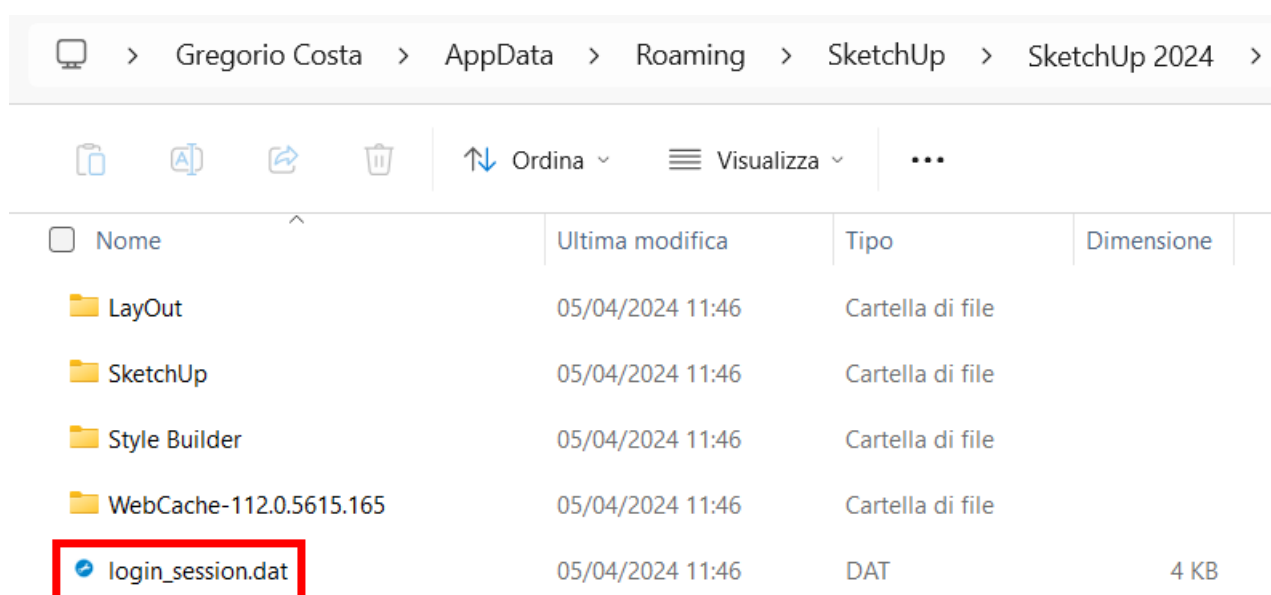 > Gregorio Costa > AppData > Roaming > SketchUp > SketchUp 2024 >
Ordina Visualizza
Nome Ultima modifica Tipo Dimensione
LayOut 05/04/2024 11:46 Cartella di file
SketchUp 05/04/2024 11:46 Cartella di file
Style Builder 05/04/2024 11:46 Cartella di file
WebCache-112.0.5615.165 05/04/2024 11:46 Cartella di file
login_session.dat 05/04/2024 11:46 DAT 4 KB